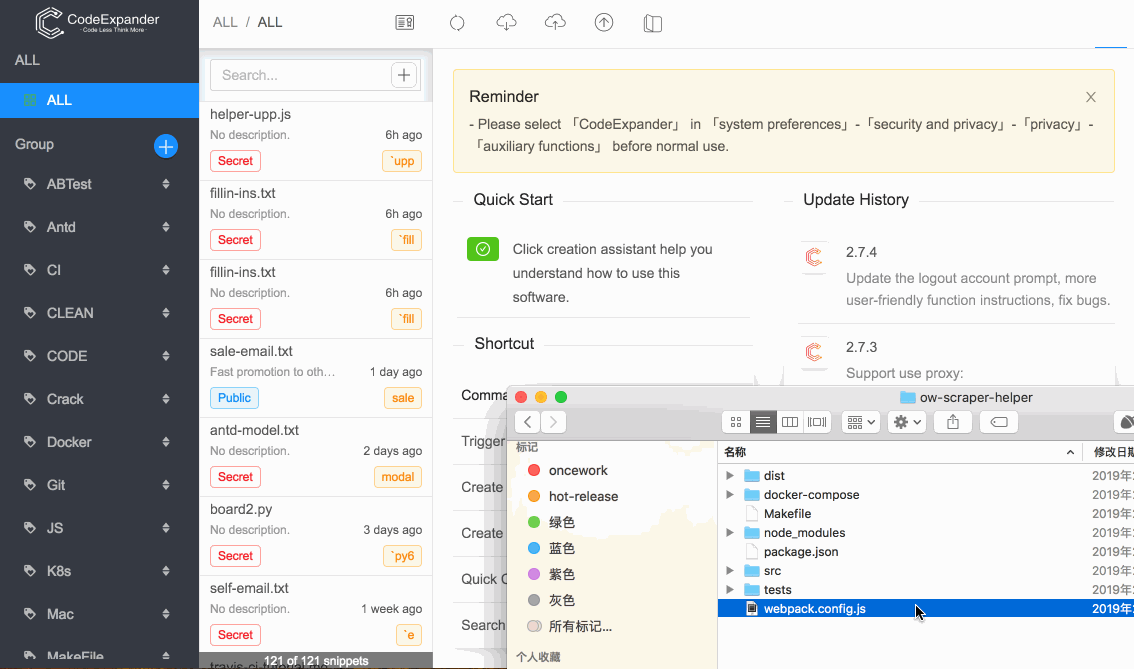 CodeExpander
- Code Less Think More -
ALL
ALL
Group
ABTest
Antd
CI
CLEAN
CODE
Crack
Docker
Git
JS
K8s
Mac
MakeFile
ALL / ALL
Search...
helper-upp.js
No description. 6h ago
Secret `upp
fillin-ins.txt
No description. 6h ago
Secret `fill
fillin-ins.txt
No description. 6h ago
Secret `fill
sale-email.txt
Fast promotion to oth… 1 day ago
Public sale
antd-model.txt
No description. 2 days ago
Secret modal
board2.py
No description. 3 days ago
Secret `py6
self-email.txt
No description. 1 week ago
Secret `e
121 of 121 snippets
Reminder
- Please select 「CodeExpander」 in 「system preferences」-「security and privacy」-「privacy」-
「auxiliary functions」 before normal use.
Quick Start
Click creation assistant help you
understand how to use this
software.
Shortcut
Comma
Trigger
Create
Create
Quick C
Search
Update History
2.7.4
Update the logout account prompt, more
user-friendly function instructions, fix bugs.
2.7.3
Support use proxy:
ow-scraper-helper
标记
oncework
hot-release
绿色
蓝色
紫色
灰色
所有标记...
个人收藏
名称 修改日期
dist 2019年
docker-compose 2019年
Makefile 2019年
node_modules 2019年
package.json 2019年
src 2019年
tests 2019年
webpack.config.js 2019年